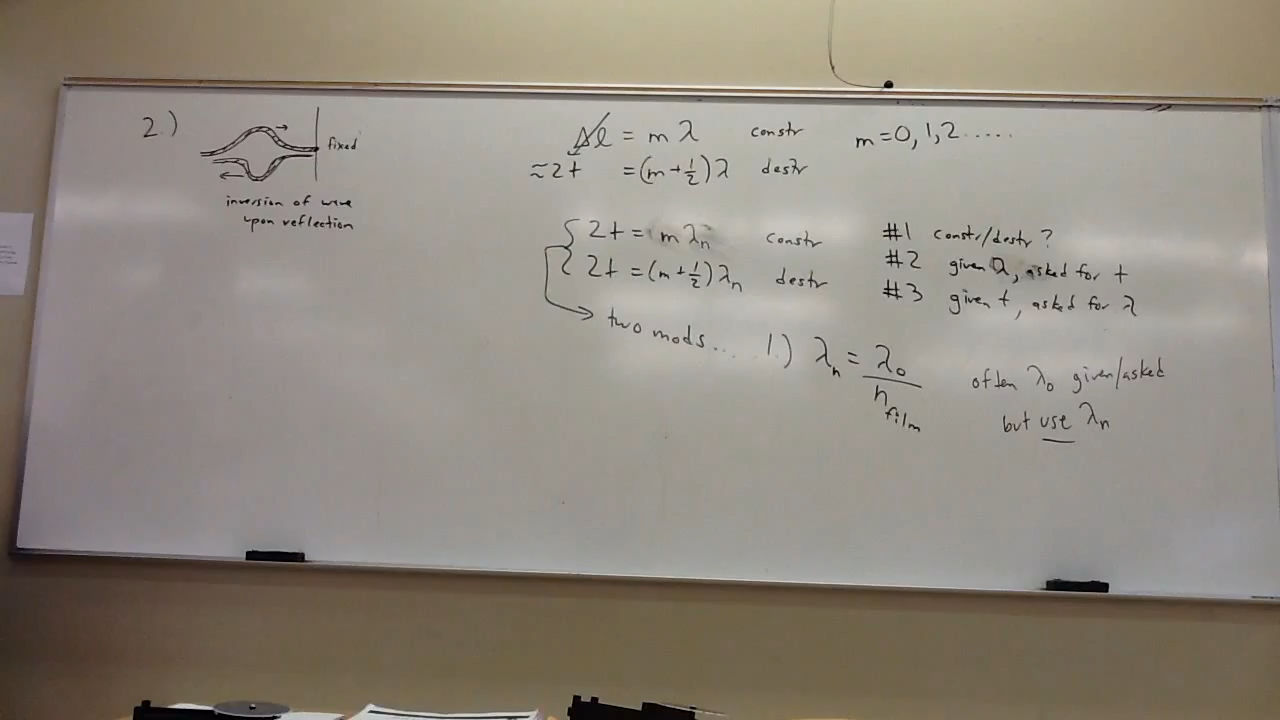 2.)
fixed
inversion of wave
upon reflection
Δl = m λ constr m=0, 1, 2 .....
≈2t =(m+1/2)λ destr
2t = m λn constr
2t =(m+1/2)λn destr
two mods.... 1.) λn = λo/nfilm
#1 constr/destr ?
#2 given λ, asked for t
#3 given t, asked for λ
often λo given/asked
but use λn